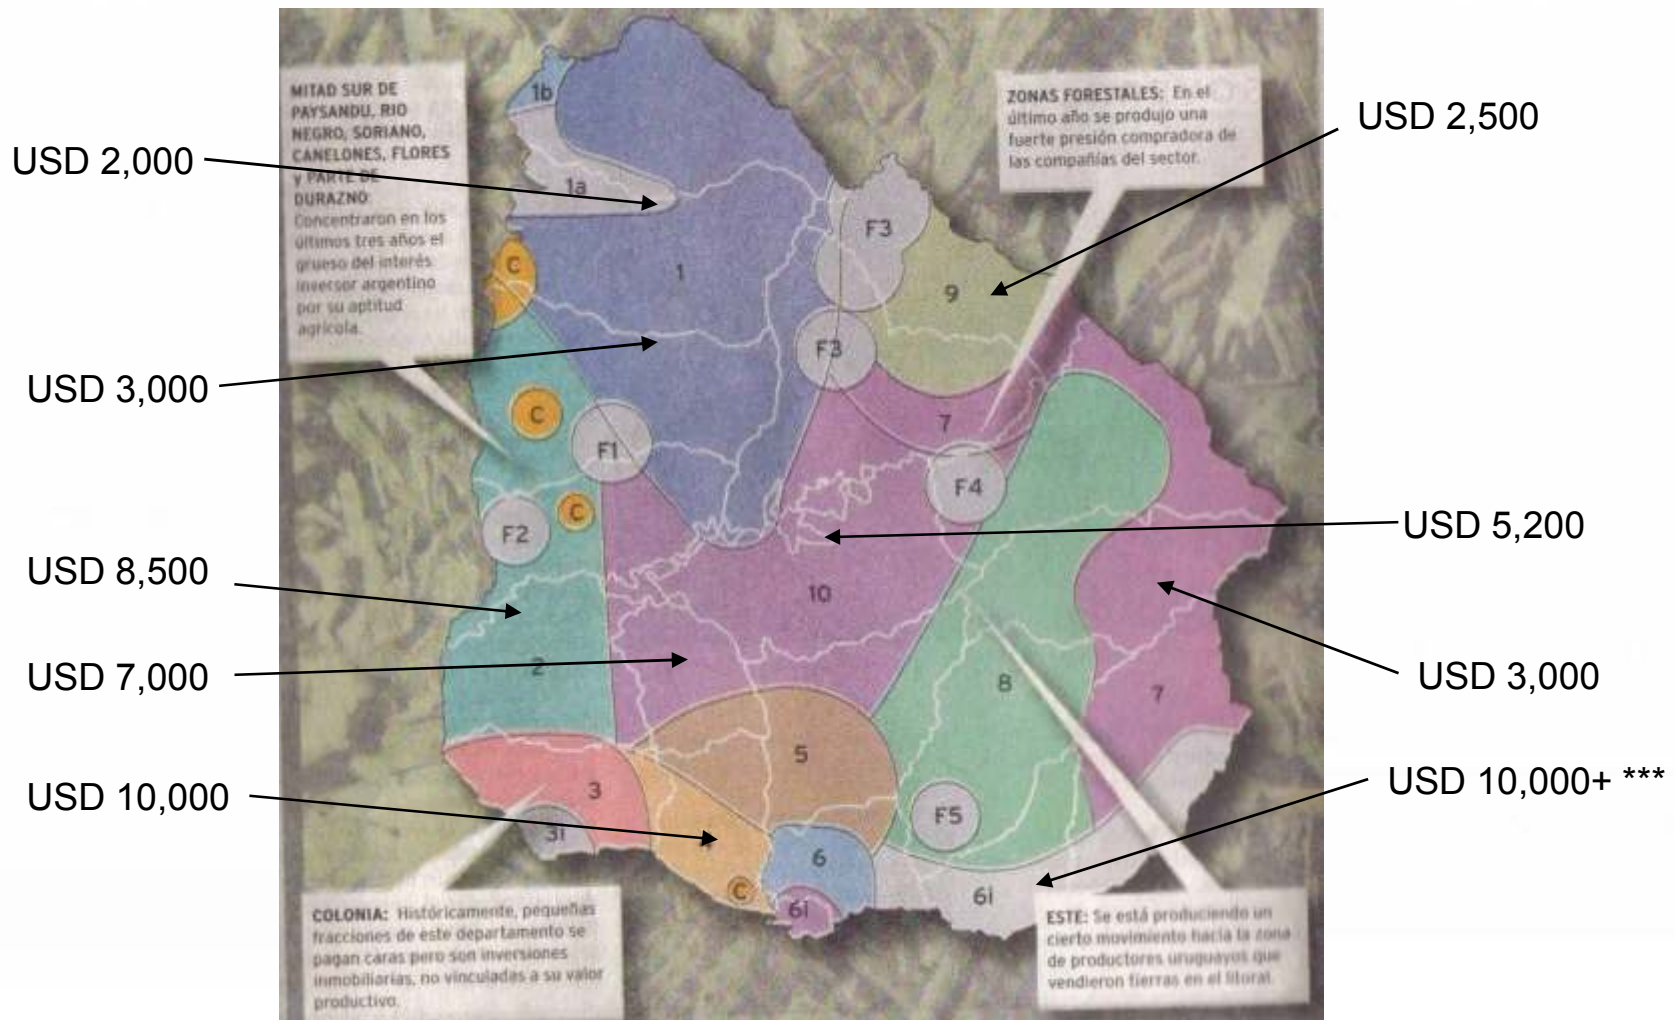 MITAD SUR DE
PAYSANDU, RIO
NEGRO, SORIANO,
CANELONES, FLORES
y PARTE DE
DURAZNO:
Concentraron en los
últimos tres años el
grueso del interés
inversor argentino
por su aptitud
agrícola.
ZONAS FORESTALES: En el
último año se produjo una
fuerte presión compradora de
las compañías del sector.
USD 2,500
USD 2,000
USD 3,000
USD 8,500
USD 7,000
USD 10,000
USD 5,200
USD 3,000
USD 10,000+ ***
1b
1a
F3
C
1
9
F3
C
7
F1
F4
C
F2
10
2
8
7
5
3
F5
3i
6
C
6i
6i
COLONIA: Históricamente, pequeñas
fracciones de este departamento se
pagan caras pero son inversiones
inmobiliarias, no vinculadas a su valor
productivo.
ESTE: Se está produciendo un
cierto movimiento hacia la zona
de productores uruguayos que
vendieron tierras en el litoral.